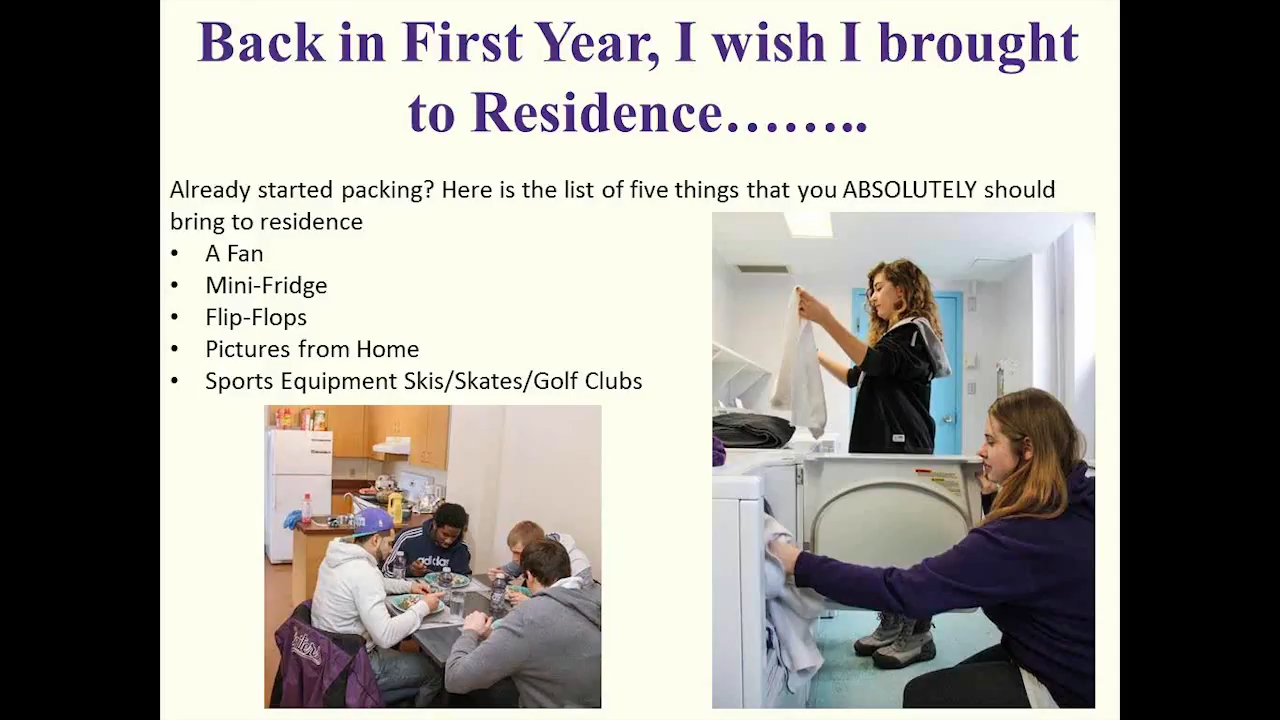 Back in First Year, I wish I brought
to Residence……..
Already started packing? Here is the list of five things that you ABSOLUTELY should
bring to residence
• A Fan
• Mini-Fridge
• Flip-Flops
• Pictures from Home
• Sports Equipment Skis/Skates/Golf Clubs
adidas